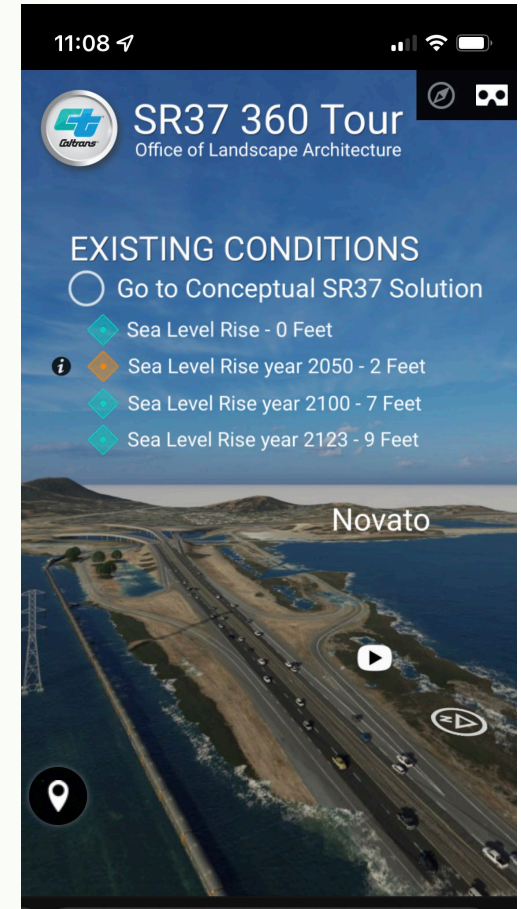 11:08
Ct
Caltrans
SR37 360 Tour
Office of Landscape Architecture
EXISTING CONDITIONS
Go to Conceptual SR37 Solution
Sea Level Rise - 0 Feet
i
Sea Level Rise year 2050 - 2 Feet
Sea Level Rise year 2100 - 7 Feet
Sea Level Rise year 2123 - 9 Feet
Novato
N